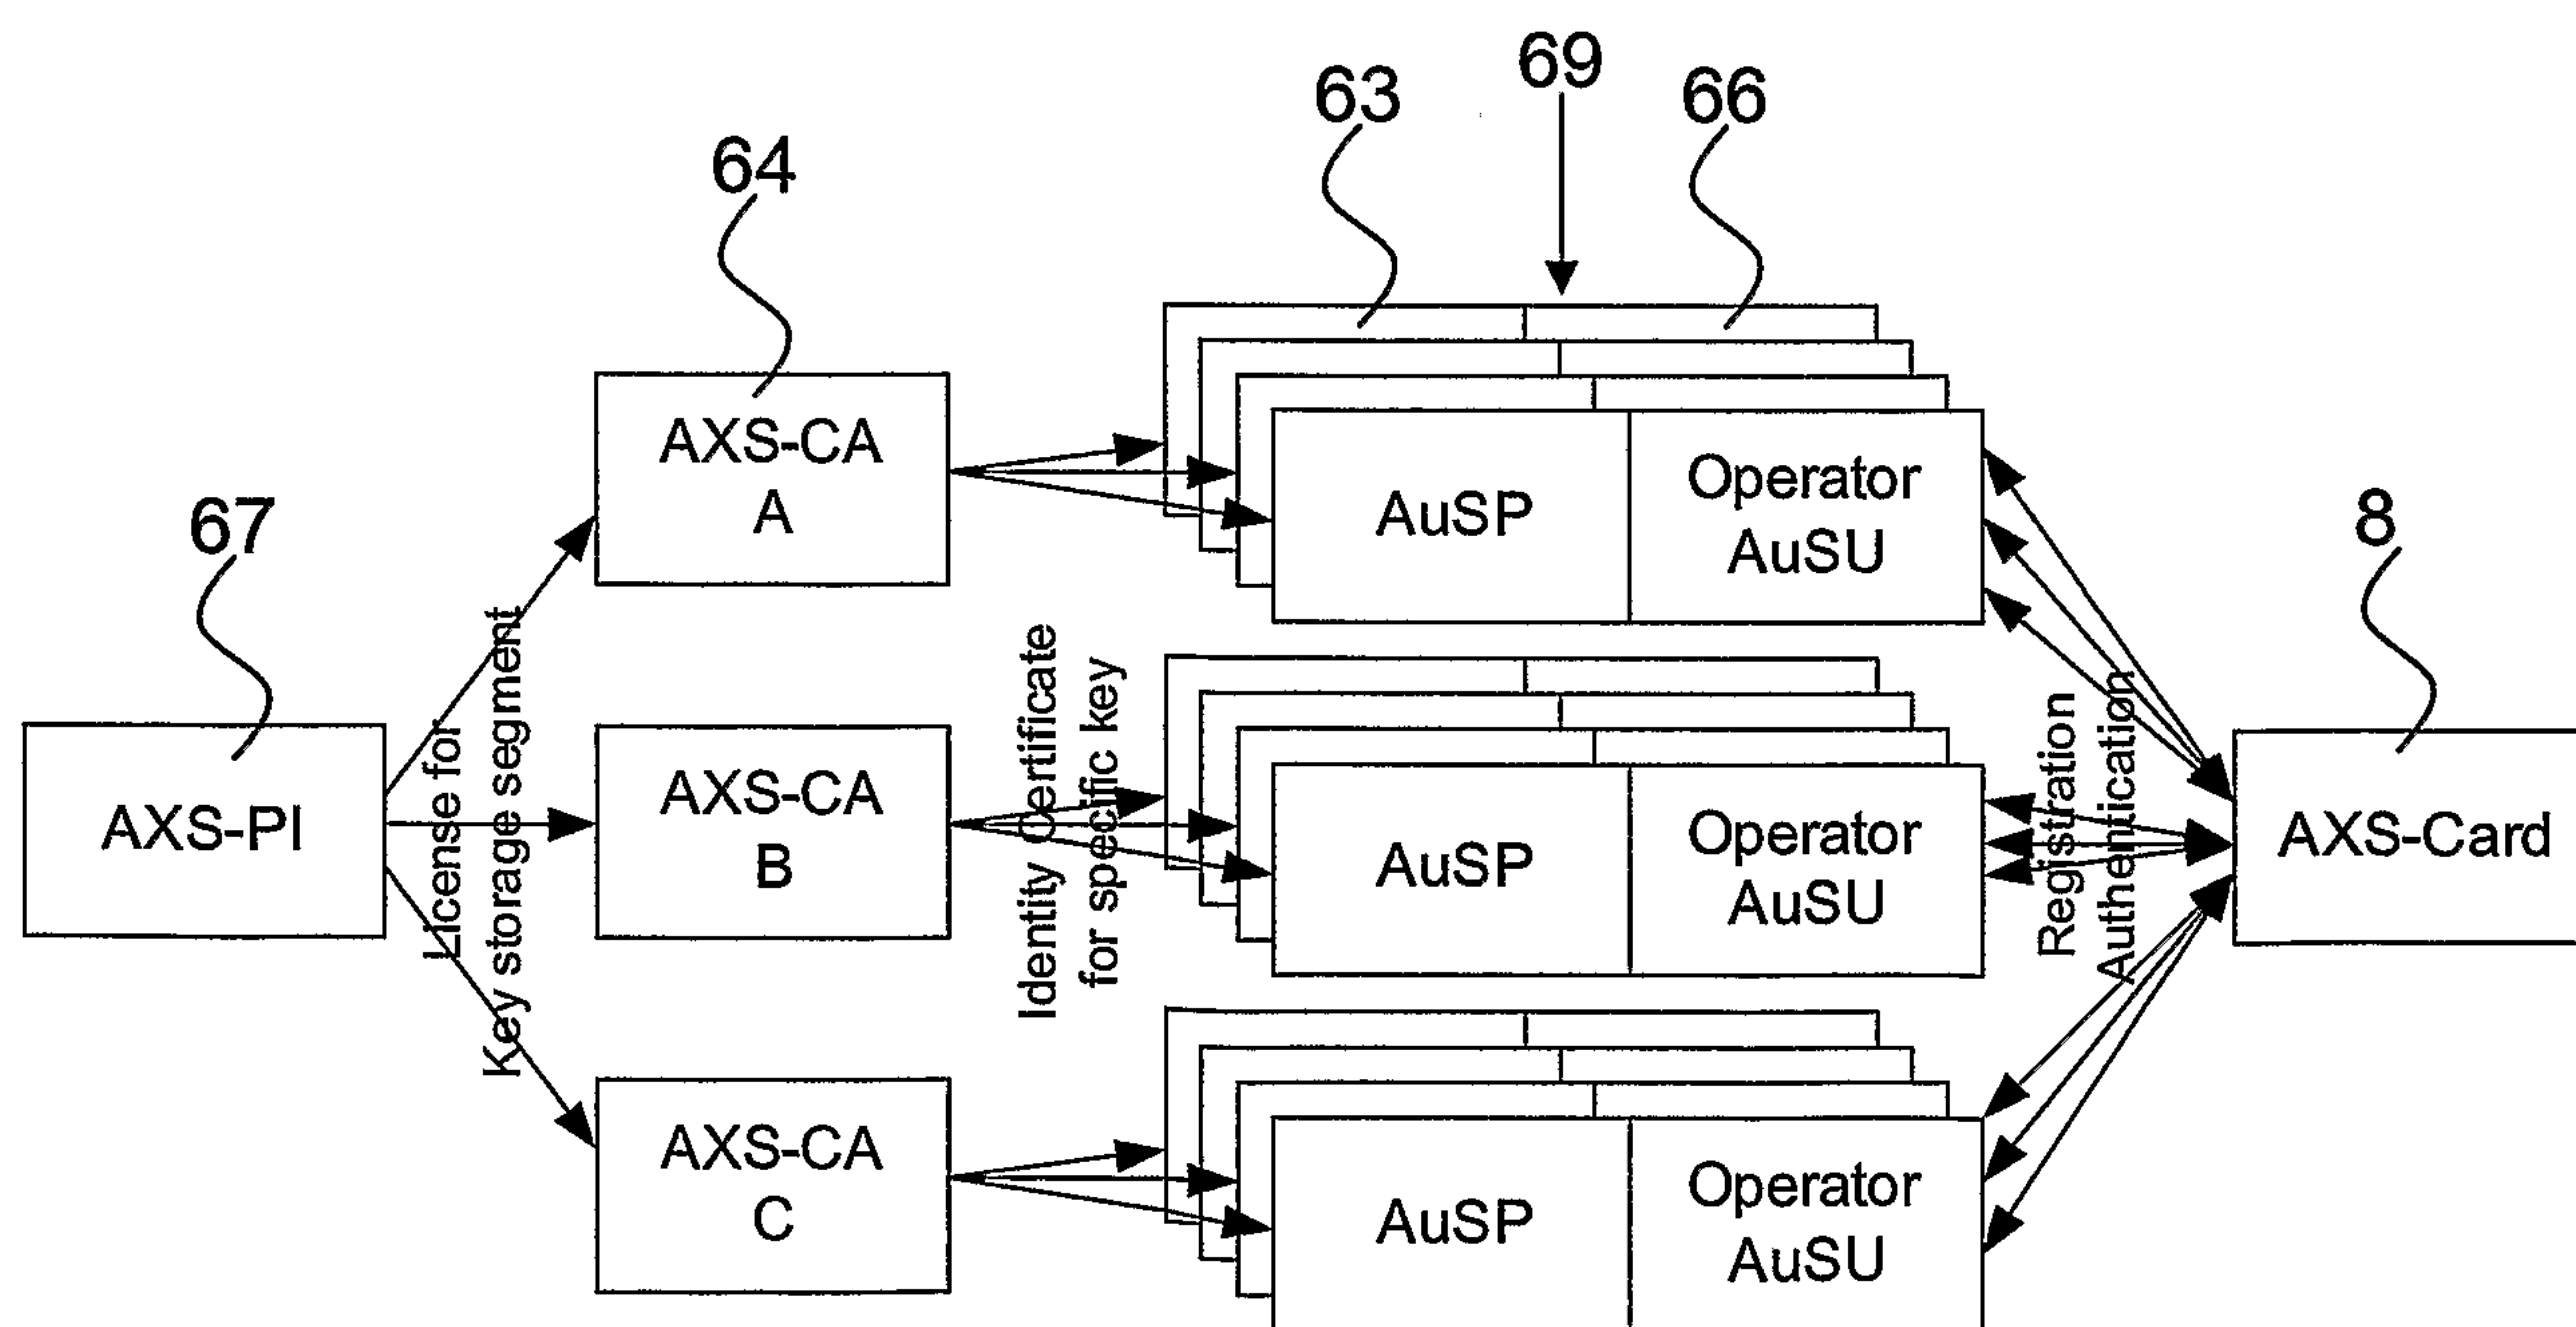 69
63
66
64
AXS-CA
A
AuSP
Operator
AuSU
67
8
License for
Key storage segment
Identity Certificate
for specific key
Registration
Authentication
AXS-PI
AXS-CA
B
AuSP
Operator
AuSU
AXS-Card
AXS-CA
C
AuSP
Operator
AuSU